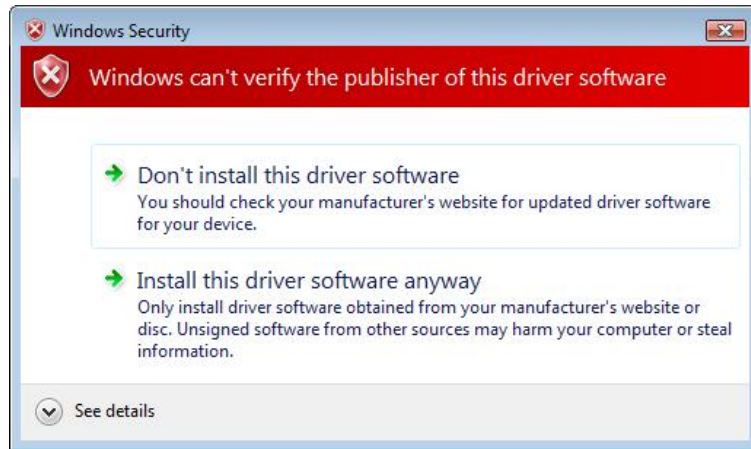 Windows Security
Windows can't verify the publisher of this driver software
Don't install this driver software
You should check your manufacturer's website for updated driver software
for your device.
Install this driver software anyway
Only install driver software obtained from your manufacturer's website or
disc. Unsigned software from other sources may harm your computer or steal
information.
See details